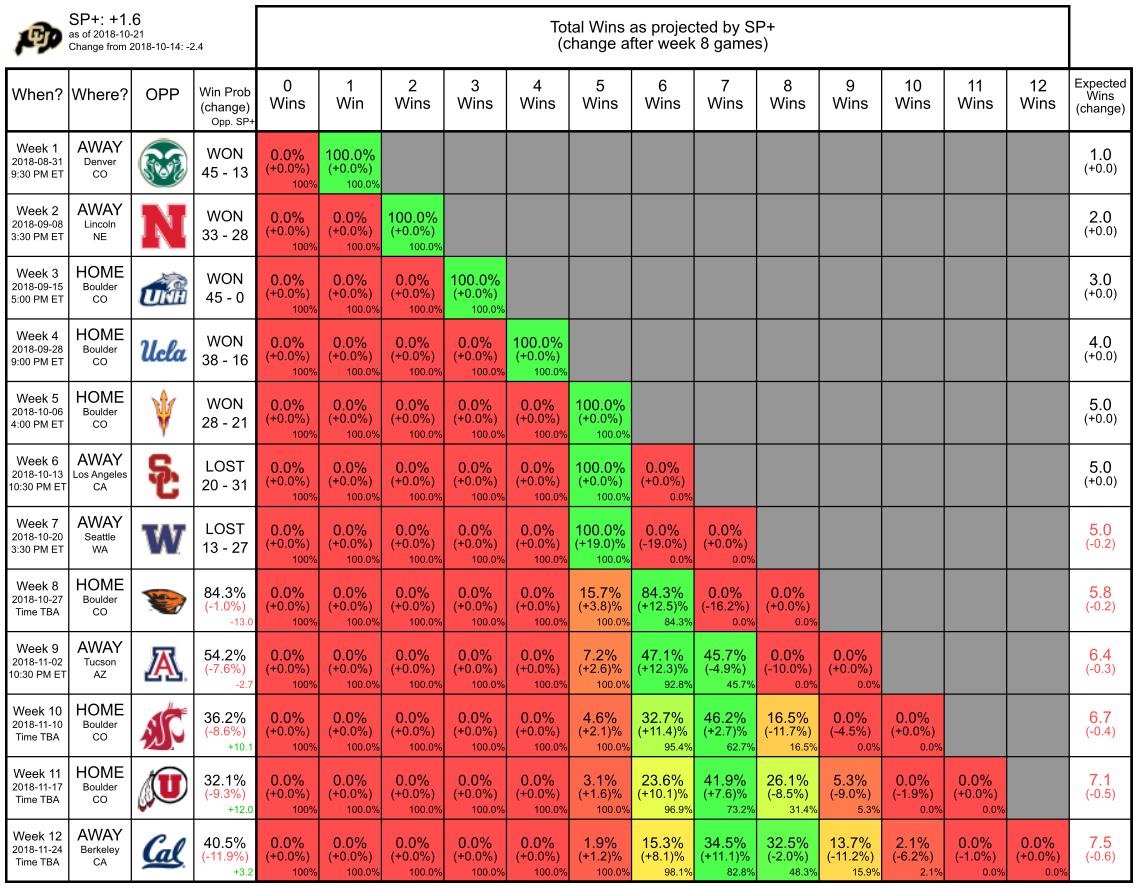 SP+: +1.6
as of 2018-10-21
Change from 2018-10-14: -2.4
Total Wins as projected by SP+
(change after week 8 games)
When? Where? OPP Win Prob 0 1 2 3 4 5 6 7 8 9 10 11 12 Expected
(change) Wins Win Wins Wins Wins Wins Wins Wins Wins Wins Wins Wins Wins Wins
Opp. SP+ (change)
Week 1 AWAY WON 0.0% 100.0% 1.0
2018-08-31 Denver (+0.0%) (+0.0%) (+0.0)
9:30 PM ET CO 45 - 13 100% 100.0%
Week 2 AWAY N WON 0.0% 0.0% 100.0% 2.0
2018-09-08 Lincoln (+0.0%) (+0.0%) (+0.0%) (+0.0)
3:30 PM ET NE 33 - 28 100% 100.0% 100.0%
Week 3 HOME UNH WON 0.0% 0.0% 0.0% 100.0% 3.0
2018-09-15 Boulder (+0.0%) (+0.0%) (+0.0%) (+0.0%) (+0.0)
5:00 PM ET CO 45 - 0 100% 100.0% 100.0% 100.0%
Week 4 HOME Ucla WON 0.0% 0.0% 0.0% 0.0% 100.0% 4.0
2018-09-28 Boulder (+0.0%) (+0.0%) (+0.0%) (+0.0%) (+0.0%) (+0.0)
9:00 PM ET CO 38 - 16 100% 100.0% 100.0% 100.0% 100.0%
Week 5 HOME WON 0.0% 0.0% 0.0% 0.0% 0.0% 100.0% 5.0
2018-10-06 Boulder (+0.0%) (+0.0%) (+0.0%) (+0.0%) (+0.0%) (+0.0%) (+0.0)
4:00 PM ET CO 28 - 21 100% 100.0% 100.0% 100.0% 100.0% 100.0%
Week 6 AWAY SC LOST 0.0% 0.0% 0.0% 0.0% 0.0% 100.0% 0.0% 5.0
2018-10-13 Los Angeles (+0.0%) (+0.0%) (+0.0%) (+0.0%) (+0.0%) (+0.0%) (+0.0%) (+0.0)
10:30 PM ET CA 20 - 31 100% 100.0% 100.0% 100.0% 100.0% 100.0% 0.0%
Week 7 AWAY W LOST 0.0% 0.0% 0.0% 0.0% 0.0% 100.0% 0.0% 0.0% 5.0
2018-10-20 Seattle (+0.0%) (+0.0%) (+0.0%) (+0.0%) (+0.0%) (+19.0)% (-19.0%) (+0.0%) (-0.2)
3:30 PM ET WA 13 - 27 100% 100.0% 100.0% 100.0% 100.0% 100.0% 0.0% 0.0%
Week 8 HOME 84.3% 0.0% 0.0% 0.0% 0.0% 0.0% 15.7% 84.3% 0.0% 0.0% 5.8
2018-10-27 Boulder (-1.0%) (+0.0%) (+0.0%) (+0.0%) (+0.0%) (+0.0%) (+3.8%) (+12.5)% (-16.2%) (+0.0%) (-0.2)
Time TBA CO -13.0 100% 100.0% 100.0% 100.0% 100.0% 100.0% 84.3% 0.0% 0.0%
Week 9 AWAY A 54.2% 0.0% 0.0% 0.0% 0.0% 0.0% 7.2% 47.1% 45.7% 0.0% 0.0% 6.4
2018-11-02 Tucson (-7.6%) (+0.0%) (+0.0%) (+0.0%) (+0.0%) (+0.0%) (+2.6%) (+12.3%) (-4.9%) (-10.0%) (+0.0%) (-0.3)
10:30 PM ET AZ -2.7 100% 100.0% 100.0% 100.0% 100.0% 100.0% 92.8% 45.7% 0.0% 0.0%
Week 10 HOME 36.2% 0.0% 0.0% 0.0% 0.0% 0.0% 4.6% 32.7% 46.2% 16.5% 0.0% 0.0% 6.7
2018-11-10 Boulder (-8.6%) (+0.0%) (+0.0%) (+0.0%) (+0.0%) (+0.0%) (+2.1%) (+11.4%) (+2.7%) (-11.7%) (-4.5%) (+0.0%) (-0.4)
Time TBA CO +10.1 100% 100.0% 100.0% 100.0% 100.0% 100.0% 95.4% 62.7% 16.5% 0.0% 0.0%
Week 11 HOME U 32.1% 0.0% 0.0% 0.0% 0.0% 0.0% 3.1% 23.6% 41.9% 26.1% 5.3% 0.0% 0.0% 7.1
2018-11-17 Boulder (-9.3%) (+0.0%) (+0.0%) (+0.0%) (+0.0%) (+0.0%) (+1.6%) (+10.1)% (+7.6%) (-8.5%) (-9.0%) (-1.9%) (+0.0%) (-0.5)
Time TBA CO +12.0 100% 100.0% 100.0% 100.0% 100.0% 100.0% 96.9% 73.2% 31.4% 5.3% 0.0% 0.0%
Week 12 AWAY Cal 40.5% 0.0% 0.0% 0.0% 0.0% 0.0% 1.9% 15.3% 34.5% 32.5% 13.7% 2.1% 0.0% 0.0% 7.5
2018-11-24 Berkeley (-11.9%) (+0.0%) (+0.0%) (+0.0%) (+0.0%) (+0.0%) (+1.2%) (+8.1%) (+11.1)% (-2.0%) (-11.2%) (-6.2%) (-1.0%) (+0.0%) (-0.6)
Time TBA CA +3.2 100% 100.0% 100.0% 100.0% 100.0% 100.0% 98.1% 82.8% 48.3% 15.9% 2.1% 0.0% 0.0%